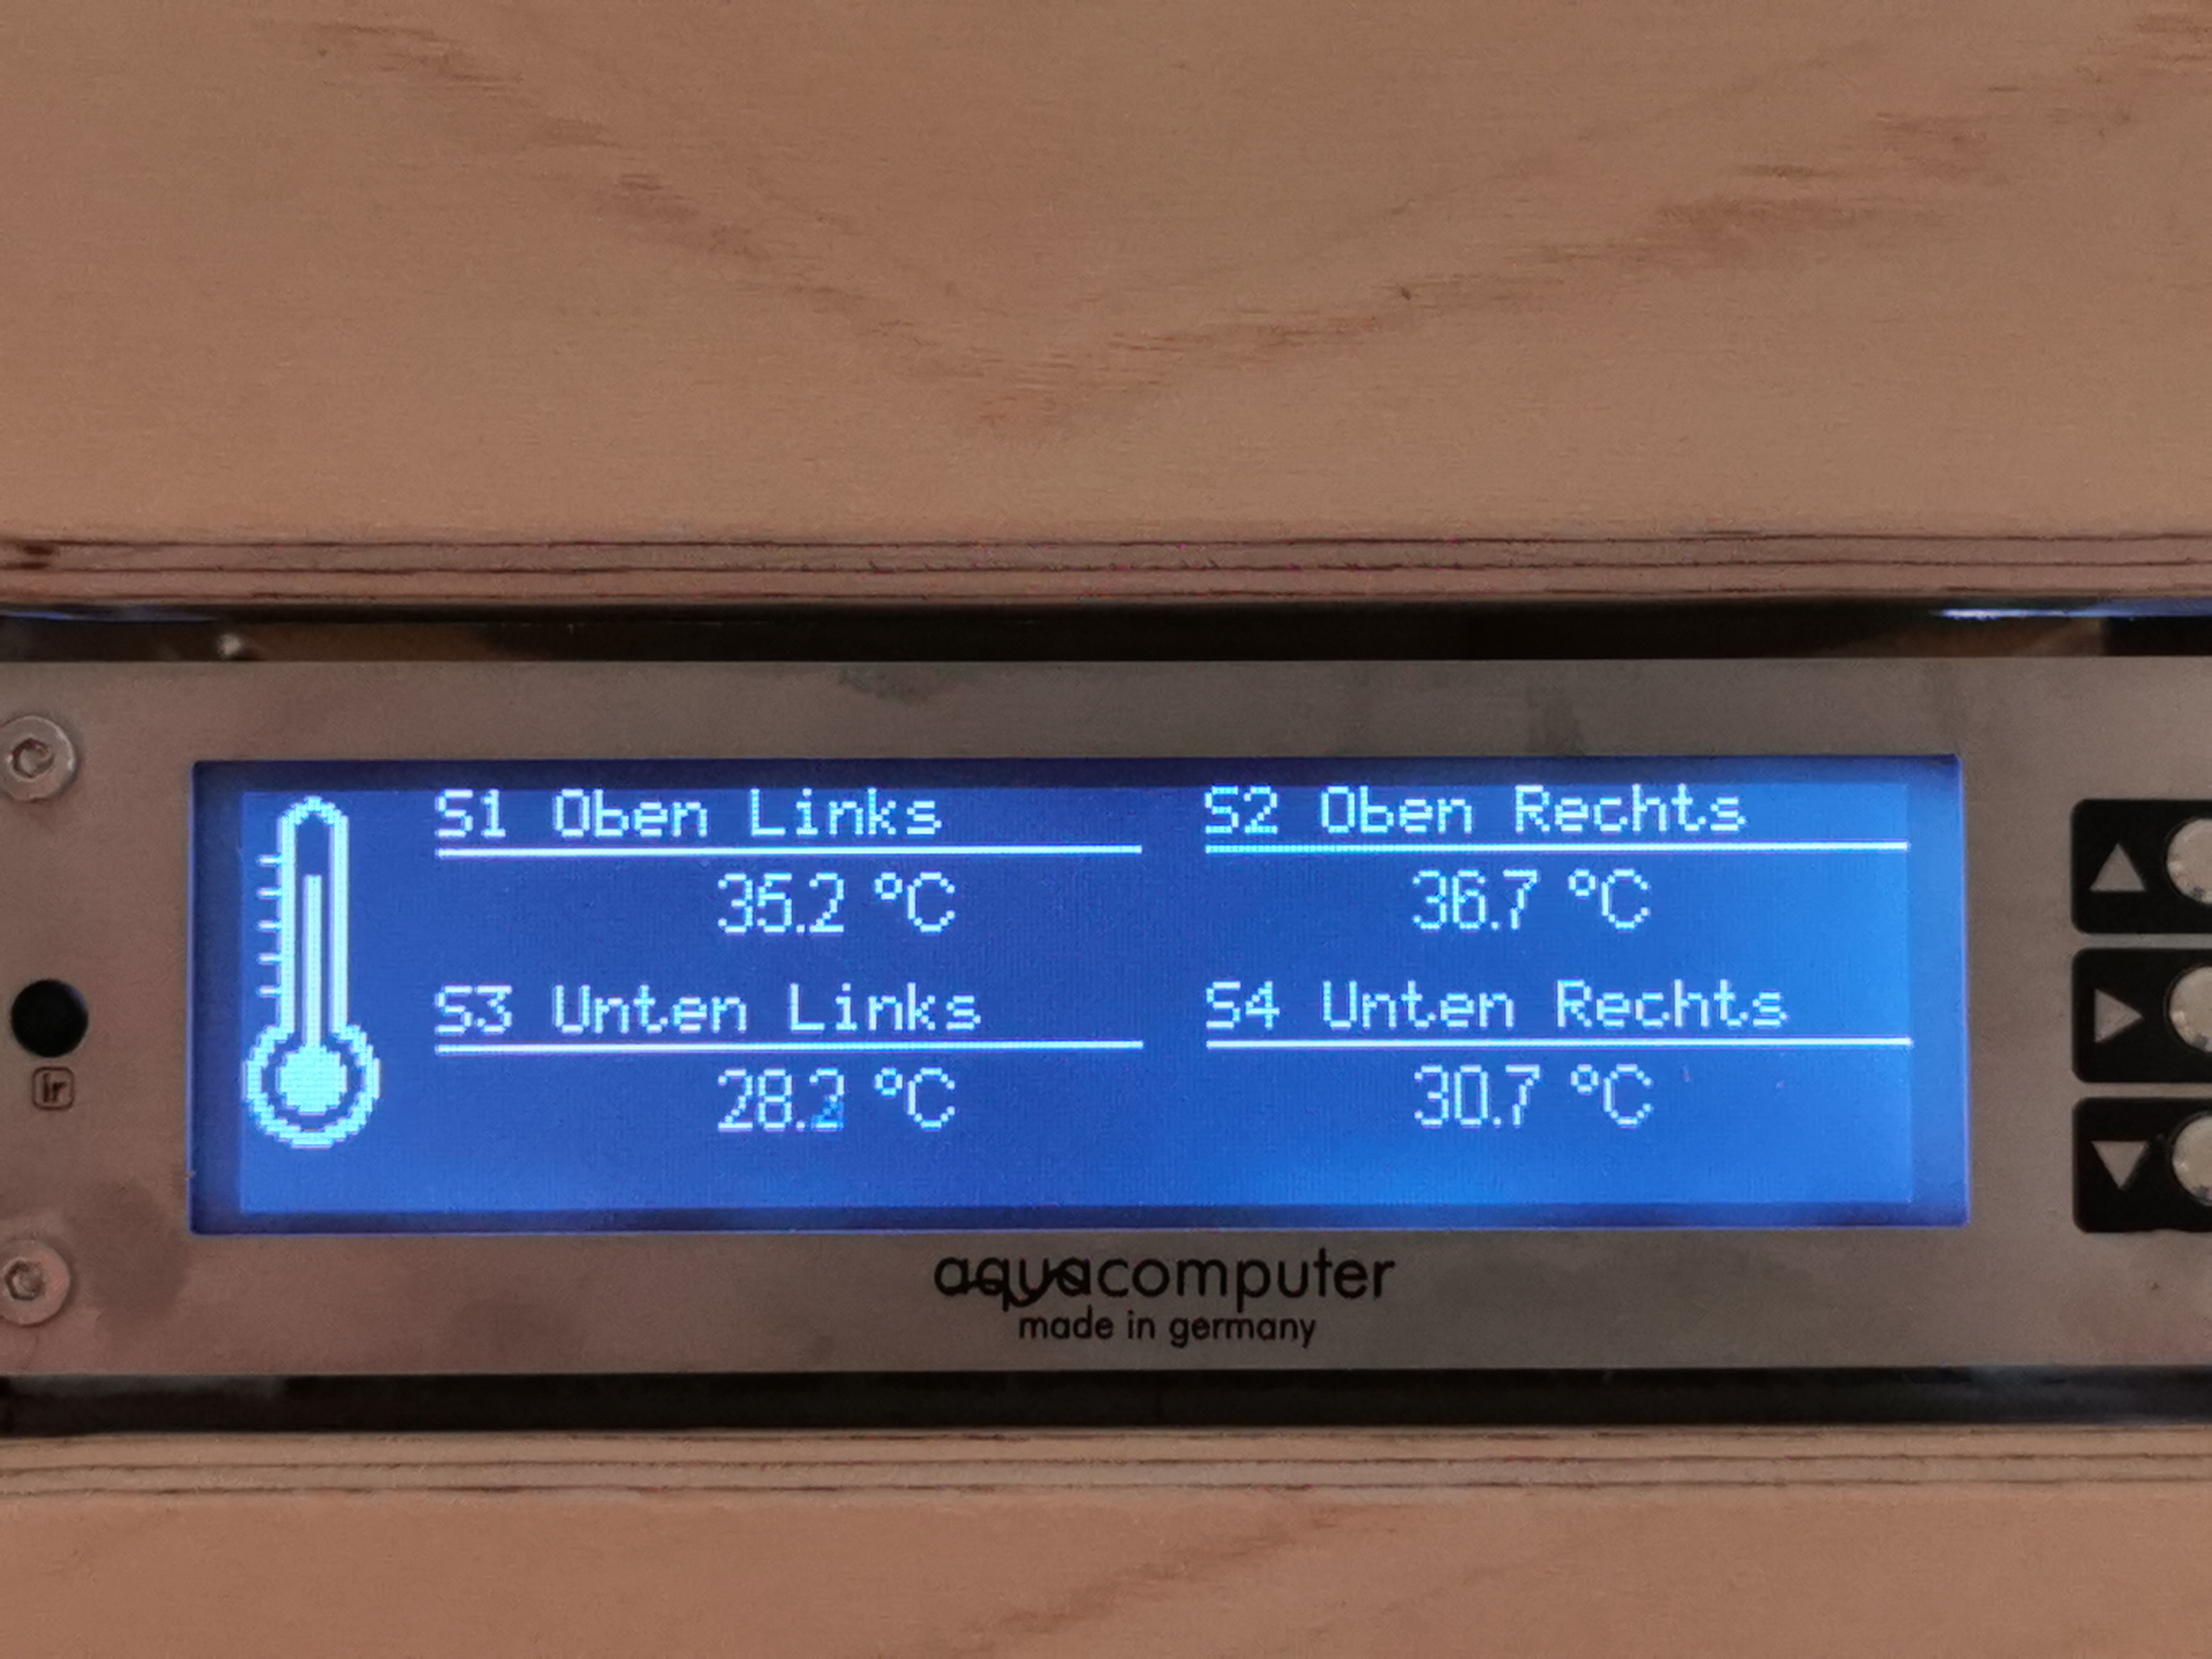 S1 Oben Links
35.2 °C
S2 Oben Rechts
36.7 °C
S3 Unten Links
28.2 °C
S4 Unten Rechts
30.7 °C
ir
aquacomputer
made in germany